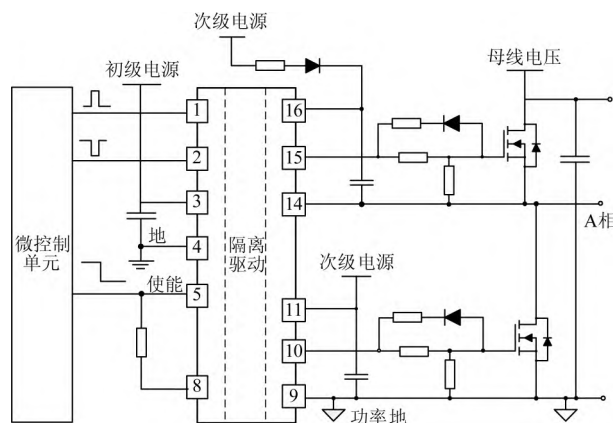 次级电源
初级电源
母线电压
1
16
2
15
3
14
A相
地
4
微控制
单元
隔离
驱动
次级电源
使能
5
11
10
8
9
功率地